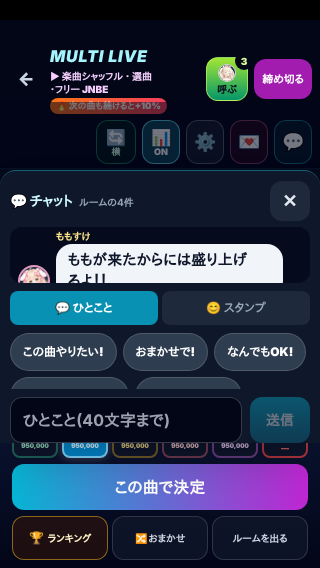 MULTI LIVE
▶ 楽曲シャッフル・選曲
・フリー JNBE
🔥 次の曲も続けると+10%
3
呼ぶ
締め切る
横
ON
💬 チャット ルームの4件
✕
ももすけ
ももが来たからには盛り上げ
るよ!!
💬 ひとこと
😊 スタンプ
この曲やりたい!
おまかせで!
なんでもOK!
ひとこと(40文字まで)
送信
950,000 950,000 950,000 950,000 950,000 —
この曲で決定
🏆 ランキング
🔀おまかせ
ルームを出る